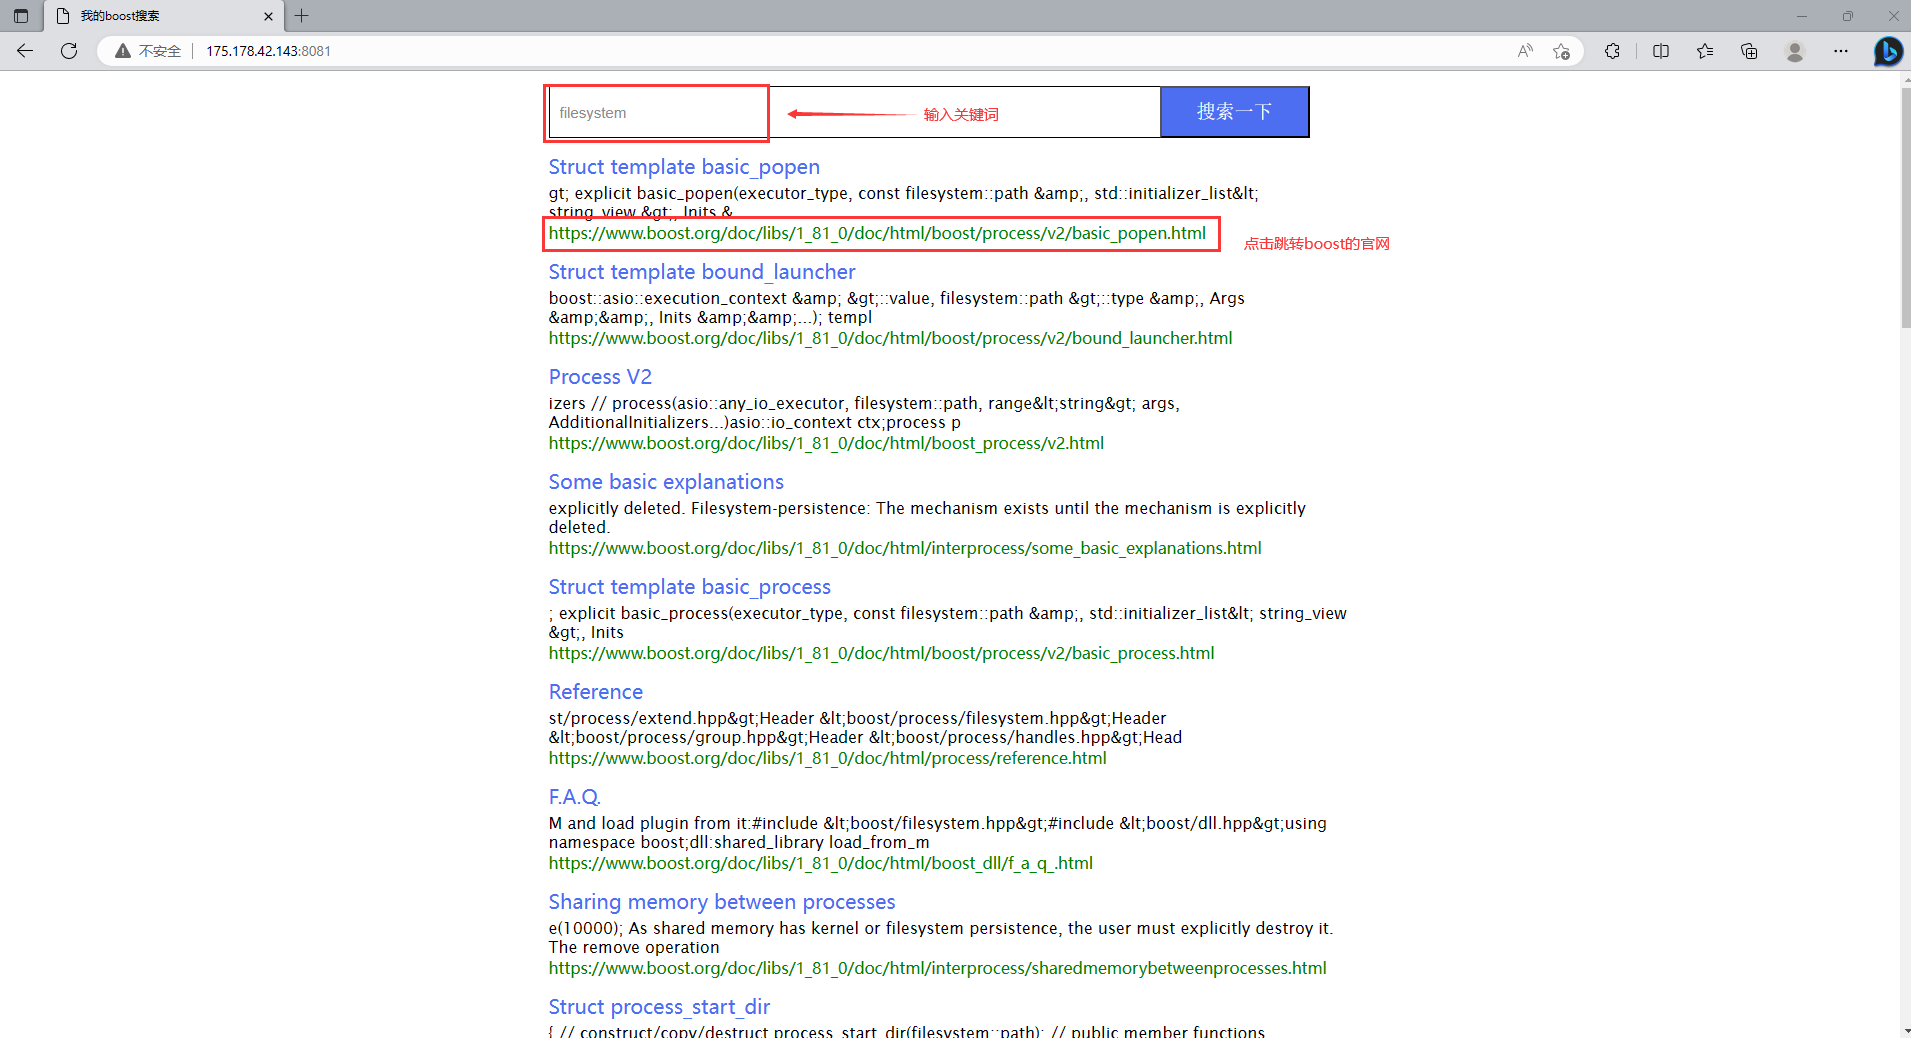 我的boost搜索
不安全 175.178.42.143:8081
filesystem
输入关键词
搜索一下
Struct template basic_popen
gt; explicit basic_popen(executor_type, const filesystem::path &amp;, std::initializer_list&lt;
string_view &gt;, Inits &
https://www.boost.org/doc/libs/1_81_0/doc/html/boost/process/v2/basic_popen.html
点击跳转boost的官网
Struct template bound_launcher
boost::asio::execution_context &amp; &gt;::value, filesystem::path &gt;::type &amp;, Args
&amp;&amp;, Inits &amp;&amp;...); templ
https://www.boost.org/doc/libs/1_81_0/doc/html/boost/process/v2/bound_launcher.html
Process V2
izers // process(asio::any_io_executor, filesystem::path, range&lt;string&gt; args,
AdditionalInitializers...)asio::io_context ctx;process p
https://www.boost.org/doc/libs/1_81_0/doc/html/boost_process/v2.html
Some basic explanations
explicitly deleted. Filesystem-persistence: The mechanism exists until the mechanism is explicitly
deleted.
https://www.boost.org/doc/libs/1_81_0/doc/html/interprocess/some_basic_explanations.html
Struct template basic_process
; explicit basic_process(executor_type, const filesystem::path &amp;, std::initializer_list&lt; string_view
&gt;, Inits
https://www.boost.org/doc/libs/1_81_0/doc/html/boost/process/v2/basic_process.html
Reference
st/process/extend.hpp&gt;Header &lt;boost/process/filesystem.hpp&gt;Header
&lt;boost/process/group.hpp&gt;Header &lt;boost/process/handles.hpp&gt;Head
https://www.boost.org/doc/libs/1_81_0/doc/html/process/reference.html
F.A.Q.
M and load plugin from it:#include &lt;boost/filesystem.hpp&gt;#include &lt;boost/dll.hpp&gt;using
namespace boost;dll:shared_library load_from_m
https://www.boost.org/doc/libs/1_81_0/doc/html/boost_dll/f_a_q_.html
Sharing memory between processes
e(10000); As shared memory has kernel or filesystem persistence, the user must explicitly destroy it.
The remove operation
https://www.boost.org/doc/libs/1_81_0/doc/html/interprocess/sharedmemorybetweenprocesses.html
Struct process_start_dir
{ // construct/copy/destruct process_start_dir(filesystem::path); // public member functions